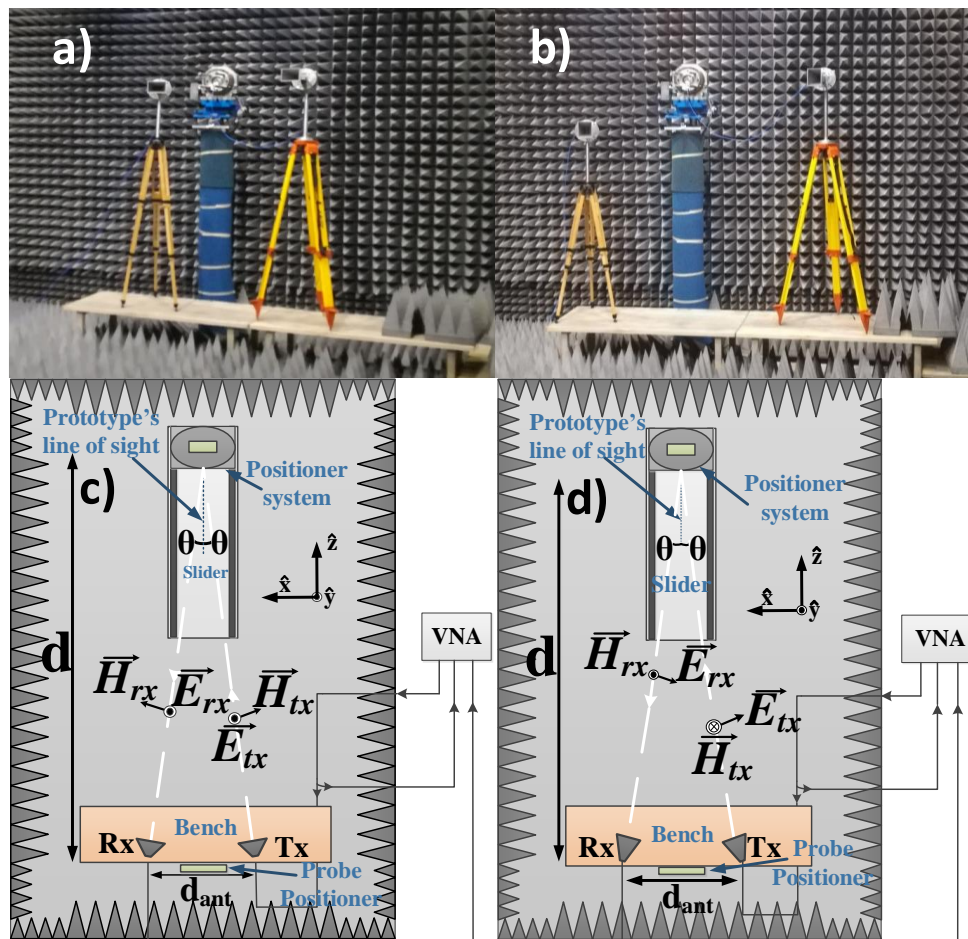 a)
b)
Prototype's
line of sight
Positioner
system
c)
θ θ
Slider
x̂
ẑ
ŷ
d
VNA
H⃗rx
E⃗rx
H⃗tx
E⃗tx
Rx
Bench
Tx
Probe
Positioner
dant
Prototype's
line of sight
Positioner
system
d)
θ θ
Slider
x̂
ẑ
ŷ
d
VNA
H⃗rx
E⃗rx
E⃗tx
H⃗tx
Rx
Bench
Tx
Probe
Positioner
dant